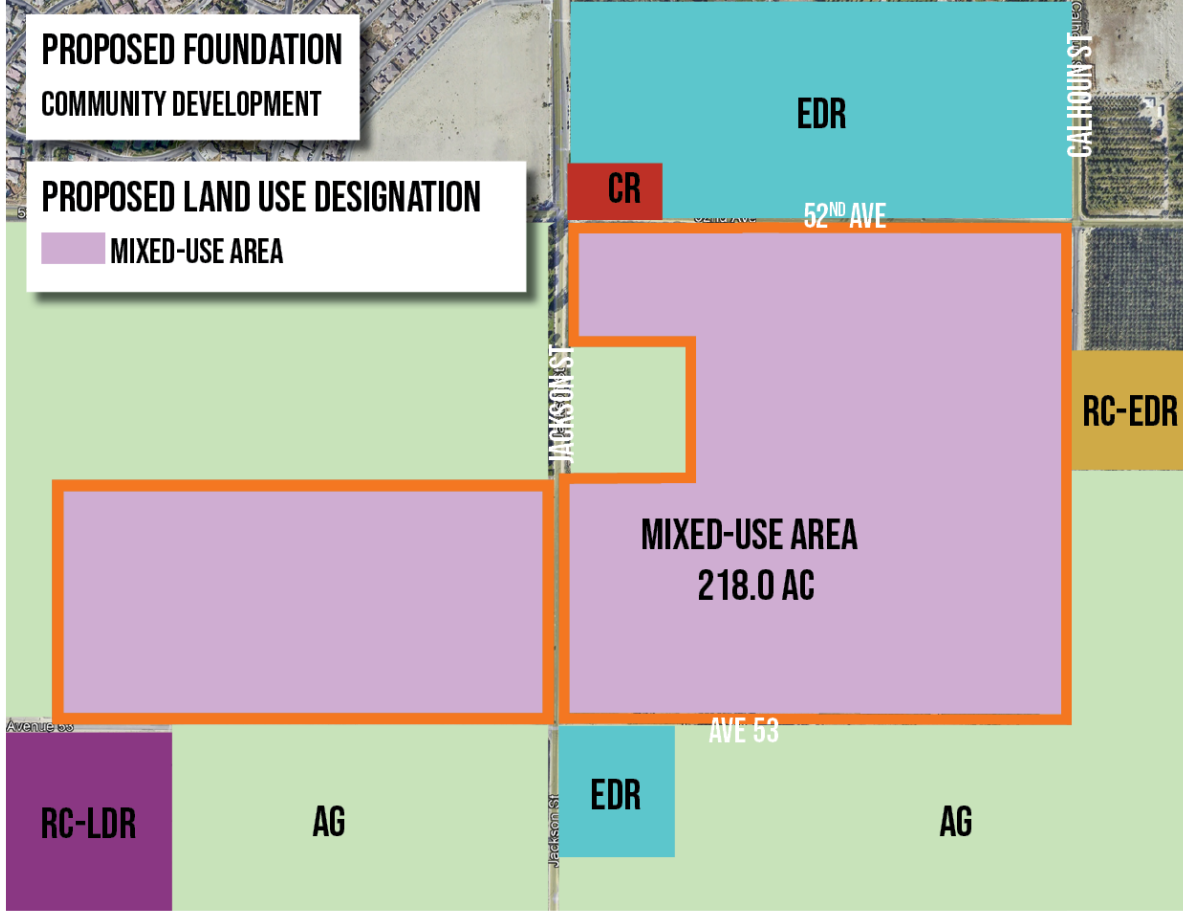 PROPOSED FOUNDATION
COMMUNITY DEVELOPMENT
PROPOSED LAND USE DESIGNATION
MIXED-USE AREA
EDR
CALHOUN ST
CR
52ND AVE
JACKSON ST
RC-EDR
MIXED-USE AREA
218.0 AC
Avenue 53
AVE 53
RC-LDR
AG
Jackson St
EDR
AG